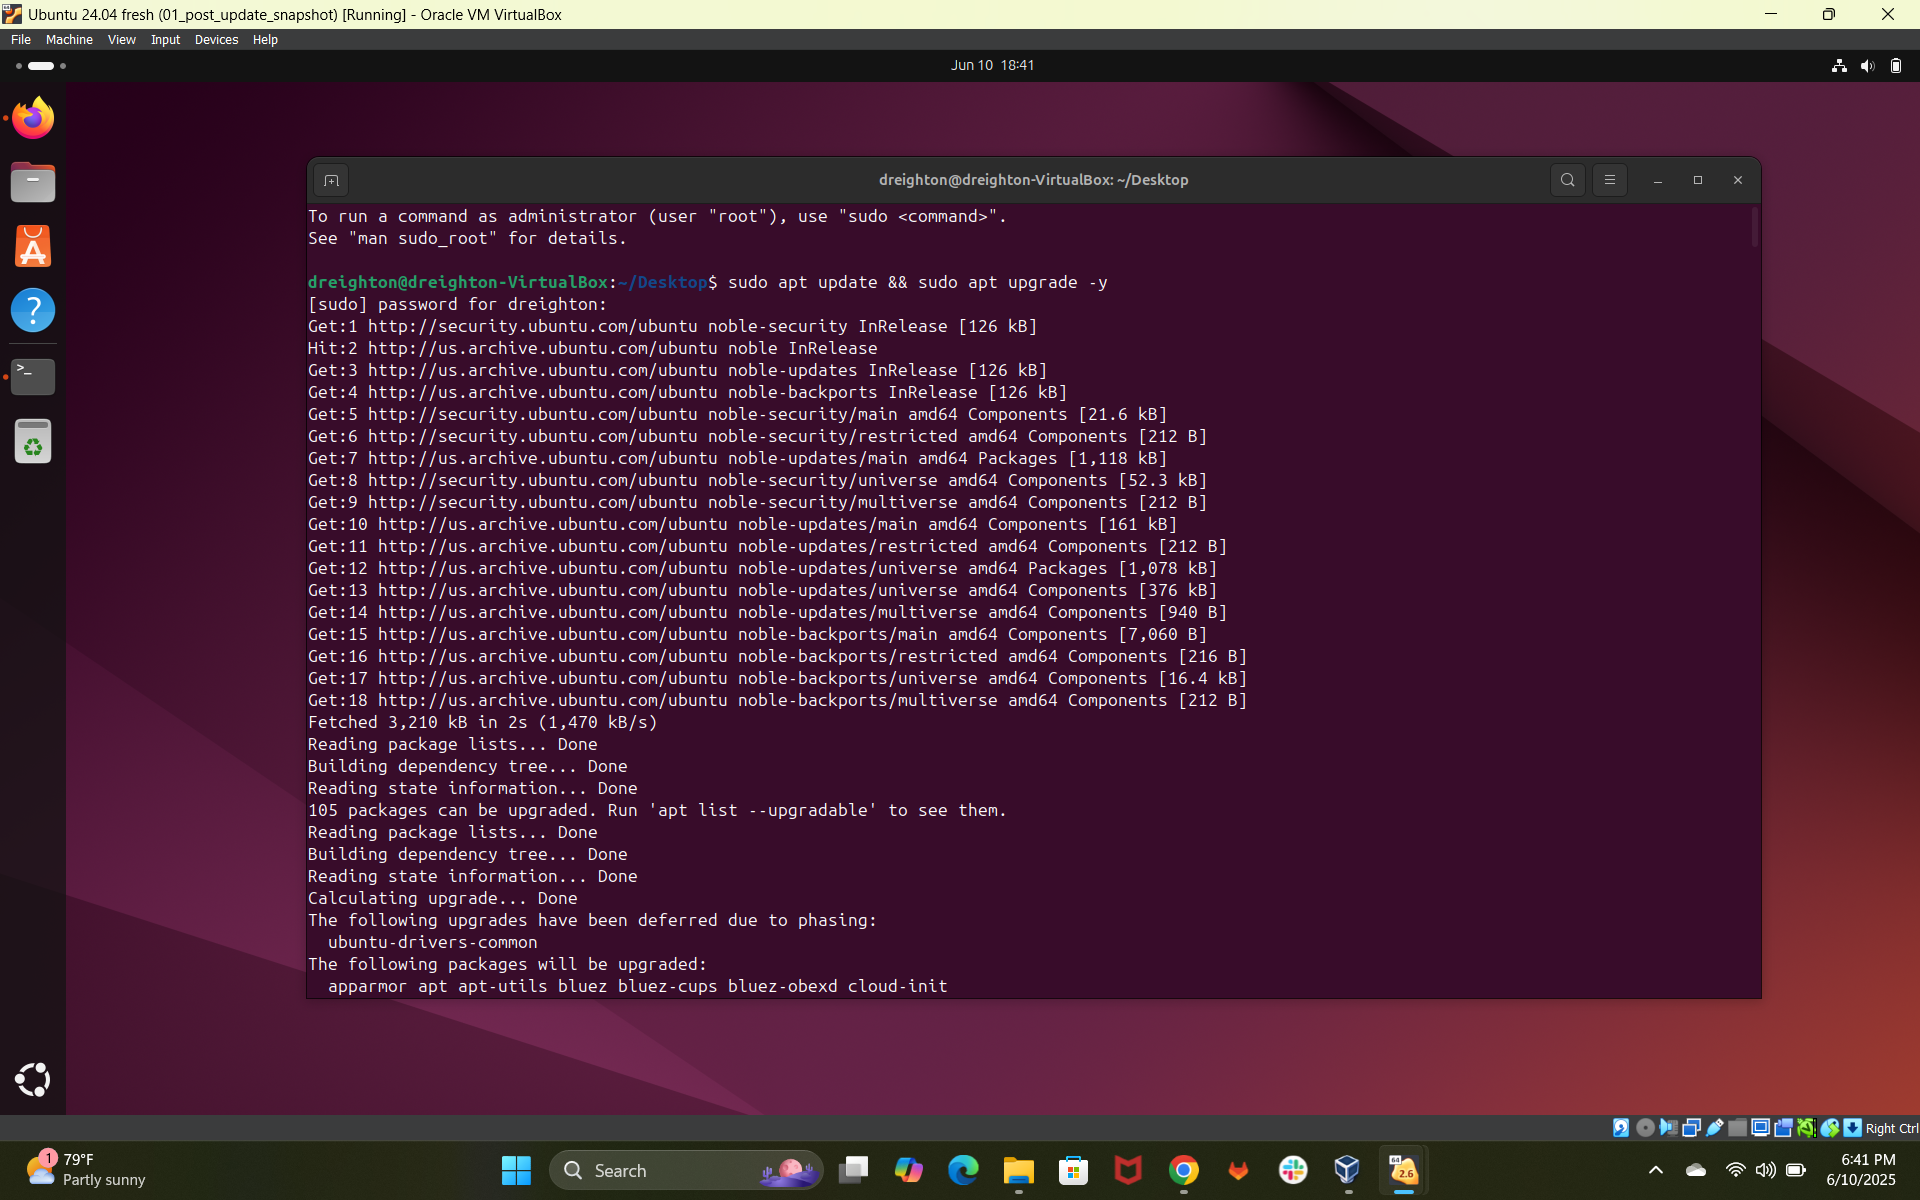 Ubuntu 24.04 fresh (01_post_update_snapshot) [Running] - Oracle VM VirtualBox
File Machine View Input Devices Help
Jun 10 18:41
dreighton@dreighton-VirtualBox: ~/Desktop
To run a command as administrator (user "root"), use "sudo <command>".
See "man sudo_root" for details.
dreighton@dreighton-VirtualBox:~/Desktop$ sudo apt update && sudo apt upgrade -y
[sudo] password for dreighton:
Get:1 http://security.ubuntu.com/ubuntu noble-security InRelease [126 kB]
Hit:2 http://us.archive.ubuntu.com/ubuntu noble InRelease
Get:3 http://us.archive.ubuntu.com/ubuntu noble-updates InRelease [126 kB]
Get:4 http://us.archive.ubuntu.com/ubuntu noble-backports InRelease [126 kB]
Get:5 http://security.ubuntu.com/ubuntu noble-security/main amd64 Components [21.6 kB]
Get:6 http://security.ubuntu.com/ubuntu noble-security/restricted amd64 Components [212 B]
Get:7 http://us.archive.ubuntu.com/ubuntu noble-updates/main amd64 Packages [1,118 kB]
Get:8 http://security.ubuntu.com/ubuntu noble-security/universe amd64 Components [52.3 kB]
Get:9 http://security.ubuntu.com/ubuntu noble-security/multiverse amd64 Components [212 B]
Get:10 http://us.archive.ubuntu.com/ubuntu noble-updates/main amd64 Components [161 kB]
Get:11 http://us.archive.ubuntu.com/ubuntu noble-updates/restricted amd64 Components [212 B]
Get:12 http://us.archive.ubuntu.com/ubuntu noble-updates/universe amd64 Packages [1,078 kB]
Get:13 http://us.archive.ubuntu.com/ubuntu noble-updates/universe amd64 Components [376 kB]
Get:14 http://us.archive.ubuntu.com/ubuntu noble-updates/multiverse amd64 Components [940 B]
Get:15 http://us.archive.ubuntu.com/ubuntu noble-backports/main amd64 Components [7,060 B]
Get:16 http://us.archive.ubuntu.com/ubuntu noble-backports/restricted amd64 Components [216 B]
Get:17 http://us.archive.ubuntu.com/ubuntu noble-backports/universe amd64 Components [16.4 kB]
Get:18 http://us.archive.ubuntu.com/ubuntu noble-backports/multiverse amd64 Components [212 B]
Fetched 3,210 kB in 2s (1,470 kB/s)
Reading package lists... Done
Building dependency tree... Done
Reading state information... Done
105 packages can be upgraded. Run 'apt list --upgradable' to see them.
Reading package lists... Done
Building dependency tree... Done
Reading state information... Done
Calculating upgrade... Done
The following upgrades have been deferred due to phasing:
ubuntu-drivers-common
The following packages will be upgraded:
apparmor apt apt-utils bluez bluez-cups bluez-obexd cloud-init
Right Ctrl
1
79°F
Partly sunny
Search
64
2.6
6:41 PM
6/10/2025